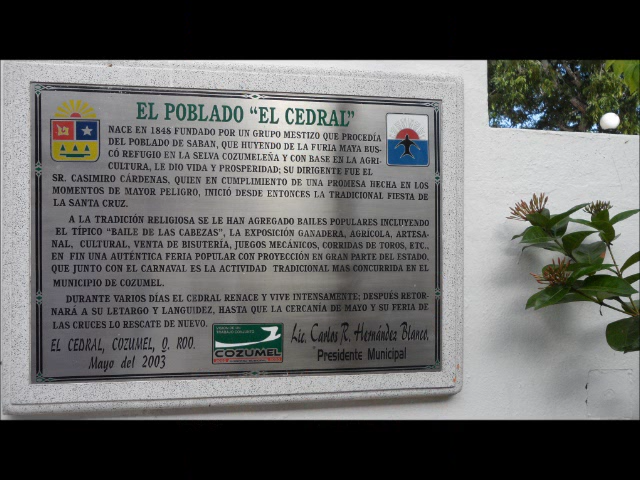 EL POBLADO "EL CEDRAL"
NACE EN 1848 FUNDADO POR UN GRUPO MESTIZO QUE PROCEDÍA
DEL POBLADO DE SABAN, QUE HUYENDO DE LA FURIA MAYA BUS-
CÓ REFUGIO EN LA SELVA COZUMELEÑA Y CON BASE EN LA AGRI-
CULTURA, LE DIO VIDA Y PROSPERIDAD; SU DIRIGENTE FUE EL
SR. CASIMIRO CÁRDENAS, QUIEN EN CUMPLIMIENTO DE UNA PROMESA HECHA EN LOS
MOMENTOS DE MAYOR PELIGRO, INICIÓ DESDE ENTONCES LA TRADICIONAL FIESTA DE
LA SANTA CRUZ.
A LA TRADICIÓN RELIGIOSA SE LE HAN AGREGADO BAILES POPULARES INCLUYENDO
EL TÍPICO "BAILE DE LAS CABEZAS", LA EXPOSICIÓN GANADERA, AGRÍCOLA, ARTESA-
NAL, CULTURAL, VENTA DE BISUTERÍA, JUEGOS MECÁNICOS, CORRIDAS DE TOROS, ETC.,
EN FIN UNA AUTÉNTICA FERIA POPULAR CON PROYECCIÓN EN GRAN PARTE DEL ESTADO,
QUE JUNTO CON EL CARNAVAL ES LA ACTIVIDAD TRADICIONAL MAS CONCURRIDA EN EL
MUNICIPIO DE COZUMEL.
DURANTE VARIOS DÍAS EL CEDRAL RENACE Y VIVE INTENSAMENTE; DESPUÉS RETOR-
NARÁ A SU LETARGO Y LANGUIDEZ, HASTA QUE LA CERCANÍA DE MAYO Y SU FERIA DE
LAS CRUCES LO RESCATE DE NUEVO.
EL CEDRAL, COZUMEL, Q. ROO.
Mayo del 2003
COZUMEL
Lic. Carlos R. Hernández Blanco,
Presidente Municipal